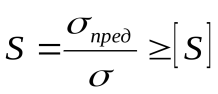 S = σпред / σ ≥ [S]